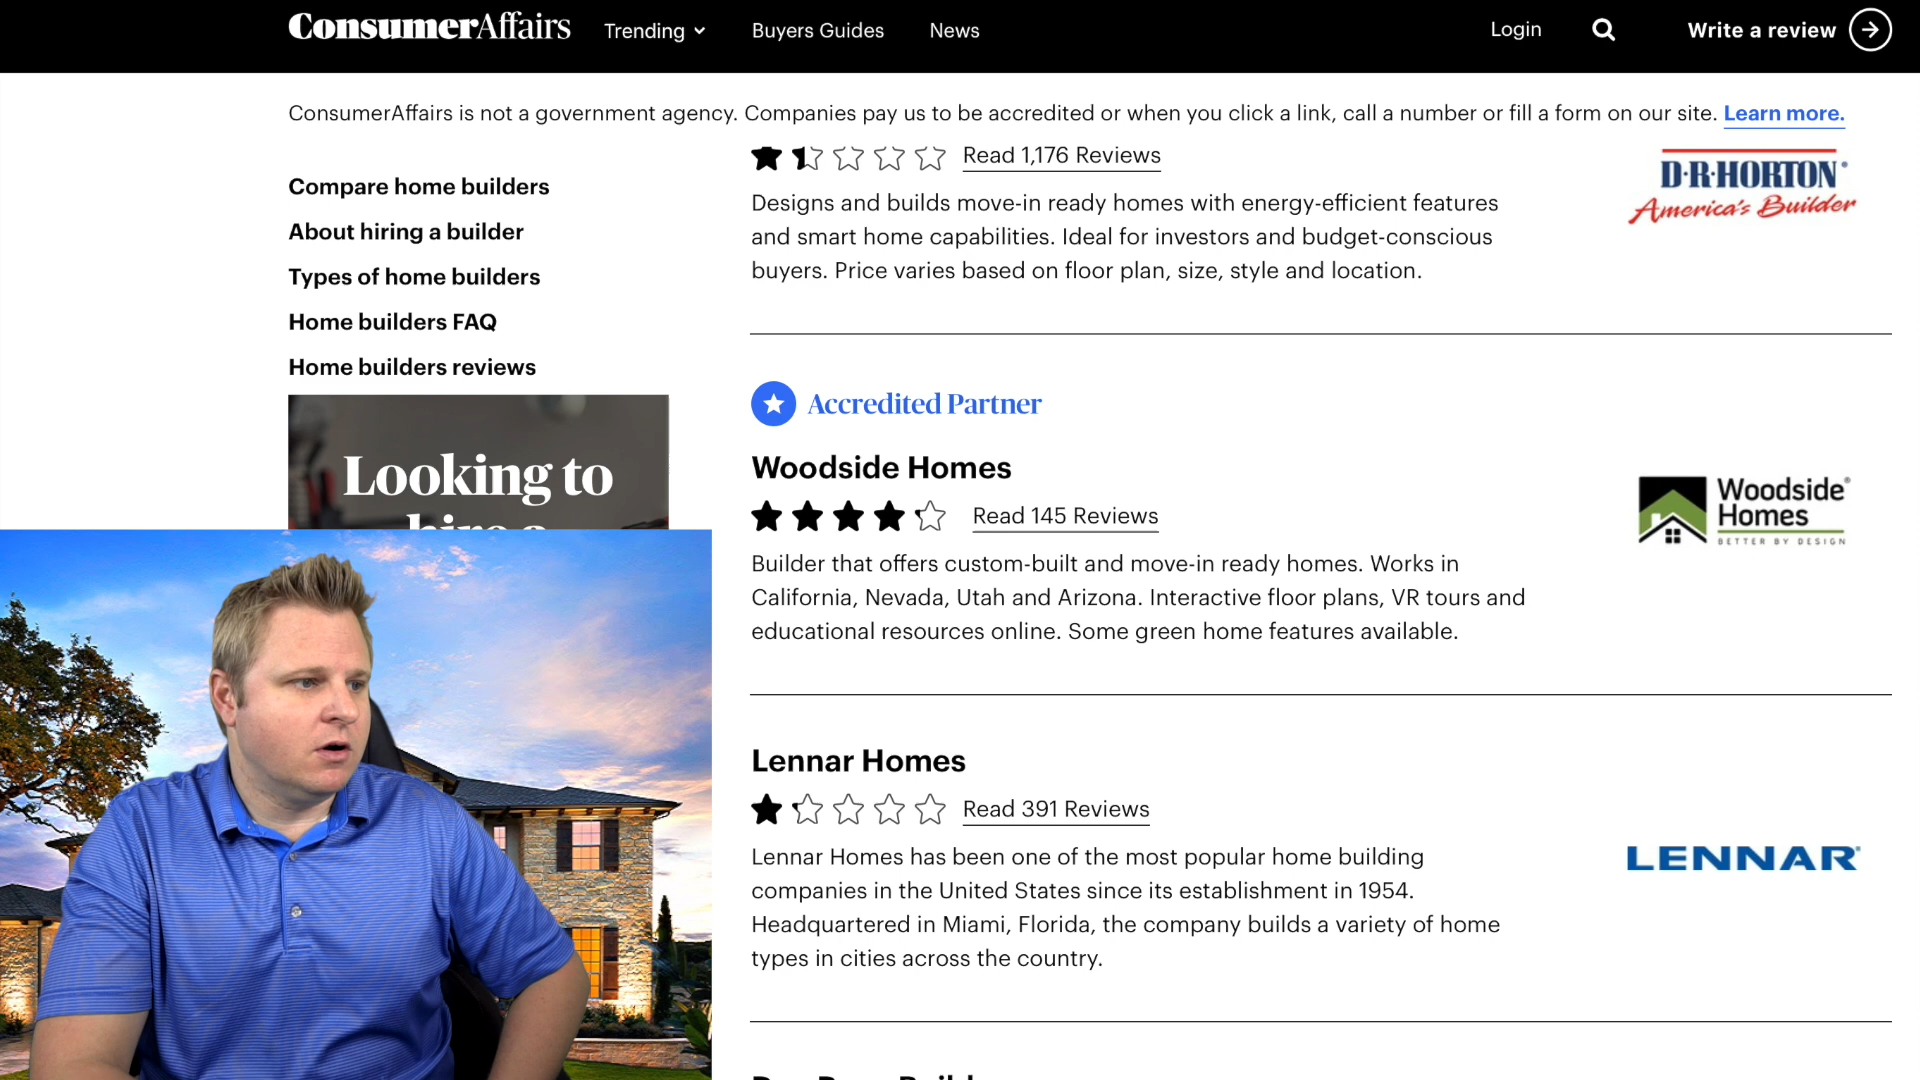 ConsumerAffairs
Trending
Buyers Guides
News
Login
Write a review
ConsumerAffairs is not a government agency. Companies pay us to be accredited or when you click a link, call a number or fill a form on our site. Learn more.
Compare home builders
About hiring a builder
Types of home builders
Home builders FAQ
Home builders reviews
Looking to
Read 1,176 Reviews
Designs and builds move-in ready homes with energy-efficient features
and smart home capabilities. Ideal for investors and budget-conscious
buyers. Price varies based on floor plan, size, style and location.
D·R·HORTON®
America's Builder
Accredited Partner
Woodside Homes
Read 145 Reviews
Builder that offers custom-built and move-in ready homes. Works in
California, Nevada, Utah and Arizona. Interactive floor plans, VR tours and
educational resources online. Some green home features available.
Woodside®
Homes
BETTER BY DESIGN
Lennar Homes
Read 391 Reviews
Lennar Homes has been one of the most popular home building
companies in the United States since its establishment in 1954.
Headquartered in Miami, Florida, the company builds a variety of home
types in cities across the country.
LENNAR®